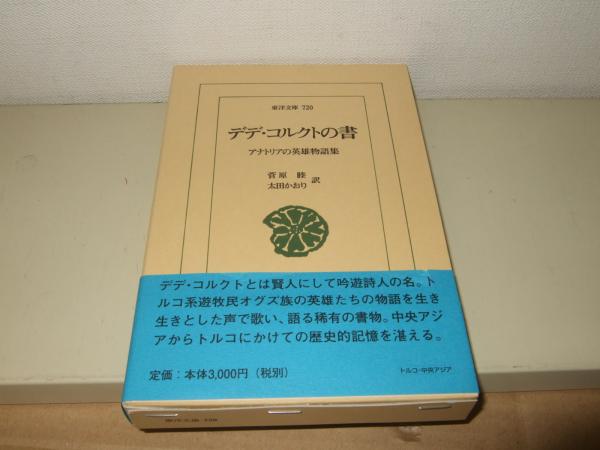 東洋文庫 720
デデ・コルクトの書
アナトリアの英雄物語集
菅原 睦
太田かおり
訳
デデ・コルクトとは賢人にして吟遊詩人の名。ト
ルコ系遊牧民オグズ族の英雄たちの物語を生き
生きとした声で歌い、語る稀有の書物。中央アジ
アからトルコにかけての歴史的記憶を湛える。
定価：本体3,000円（税別）
トルコ・中央アジア
東洋文庫 720